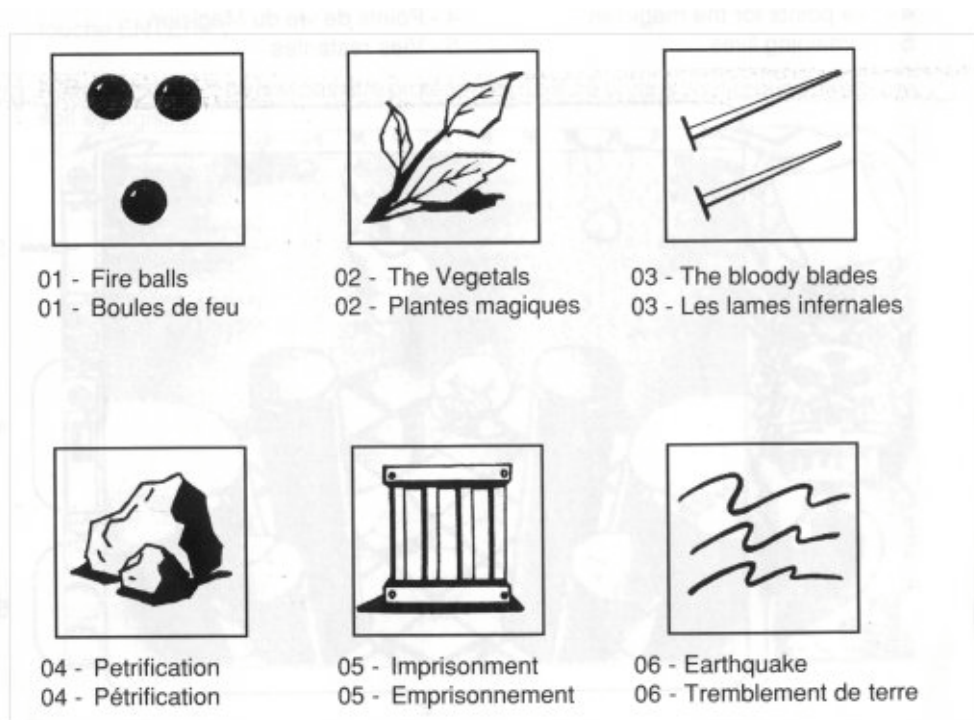 01 - Fire balls
01 - Boules de feu
02 - The Vegetals
02 - Plantes magiques
03 - The bloody blades
03 - Les lames infernales
04 - Petrification
04 - Pétrification
05 - Imprisonment
05 - Emprisonnement
06 - Earthquake
06 - Tremblement de terre